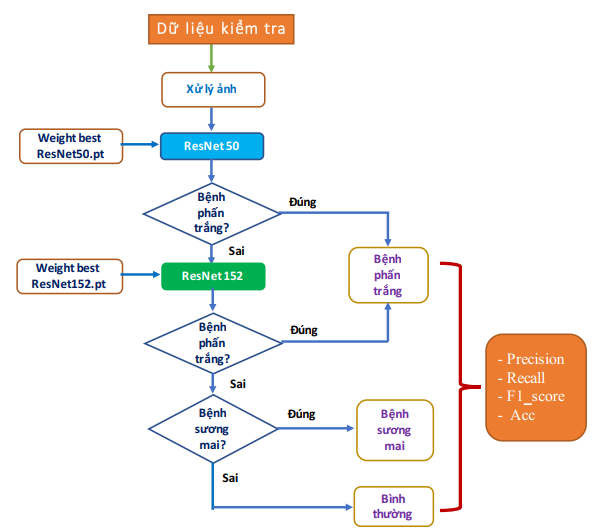 Dữ liệu kiểm tra
Xử lý ảnh
Weight best
ResNet50.pt
ResNet 50
Bệnh
phấn
trắng?
Đúng
Sai
Bệnh
phấn
trắng
Weight best
ResNet152.pt
ResNet 152
Bệnh
phấn
trắng?
Đúng
Sai
- Precision
- Recall
- F1_score
- Acc
Bệnh
sương
mai?
Đúng
Bệnh
sương
mai
Sai
Bình
thường